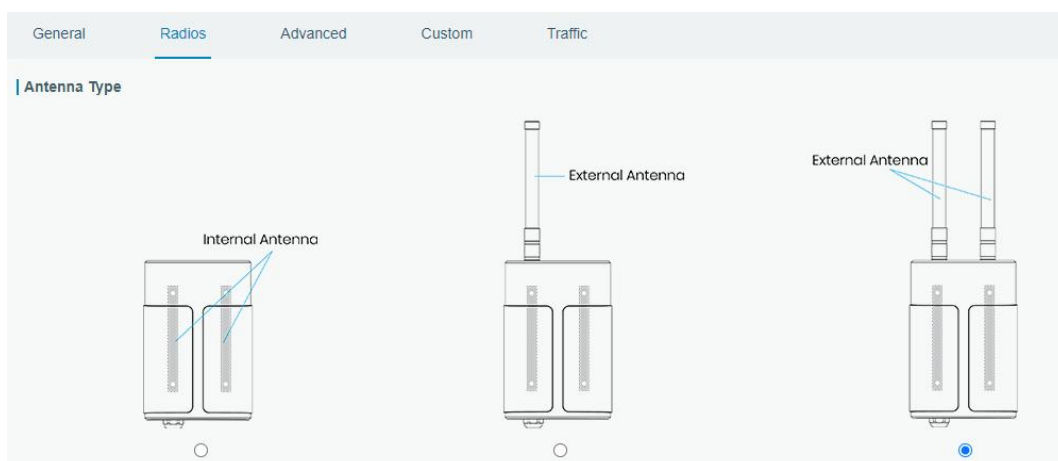 General Radios Advanced Custom Traffic
Antenna Type
External Antenna
External Antenna
Internal Antenna